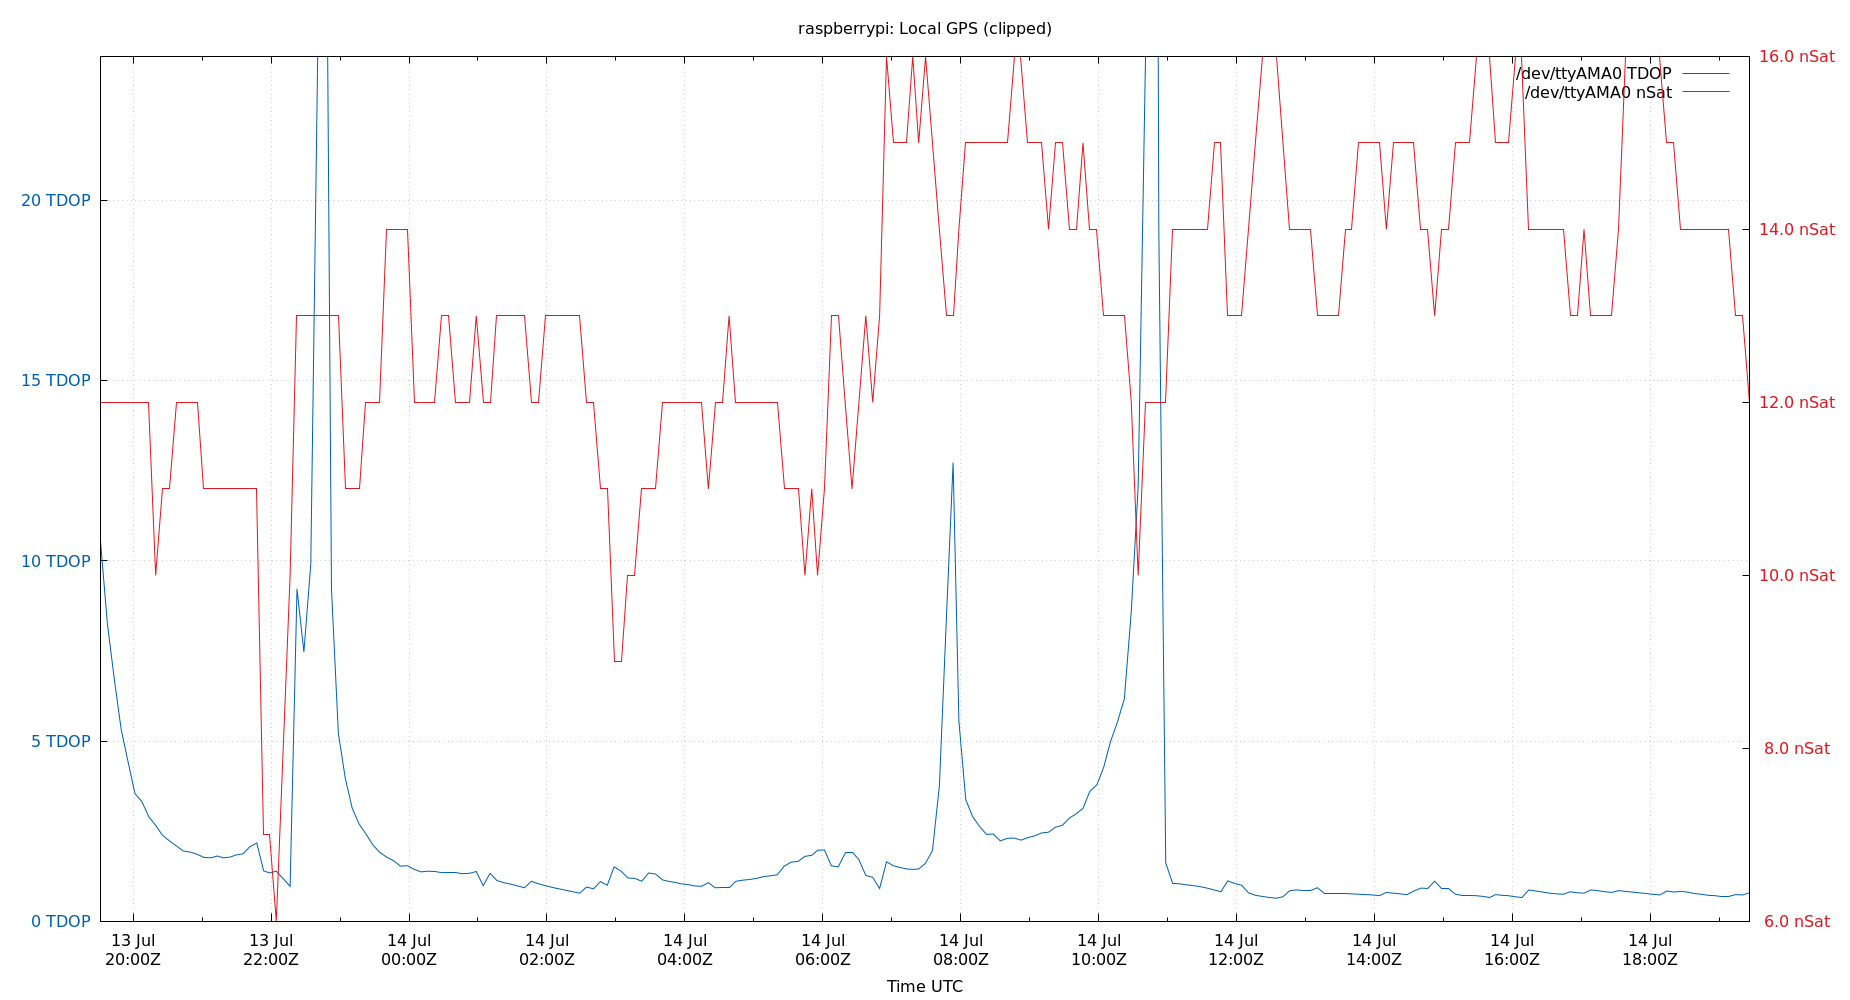 raspberrypi: Local GPS (clipped)
/dev/ttyAMA0 TDOP
/dev/ttyAMA0 nSat
20 TDOP
15 TDOP
10 TDOP
5 TDOP
0 TDOP
16.0 nSat
14.0 nSat
12.0 nSat
10.0 nSat
8.0 nSat
6.0 nSat
13 Jul
20:00Z
13 Jul
22:00Z
14 Jul
00:00Z
14 Jul
02:00Z
14 Jul
04:00Z
14 Jul
06:00Z
14 Jul
08:00Z
14 Jul
10:00Z
14 Jul
12:00Z
14 Jul
14:00Z
14 Jul
16:00Z
14 Jul
18:00Z
Time UTC